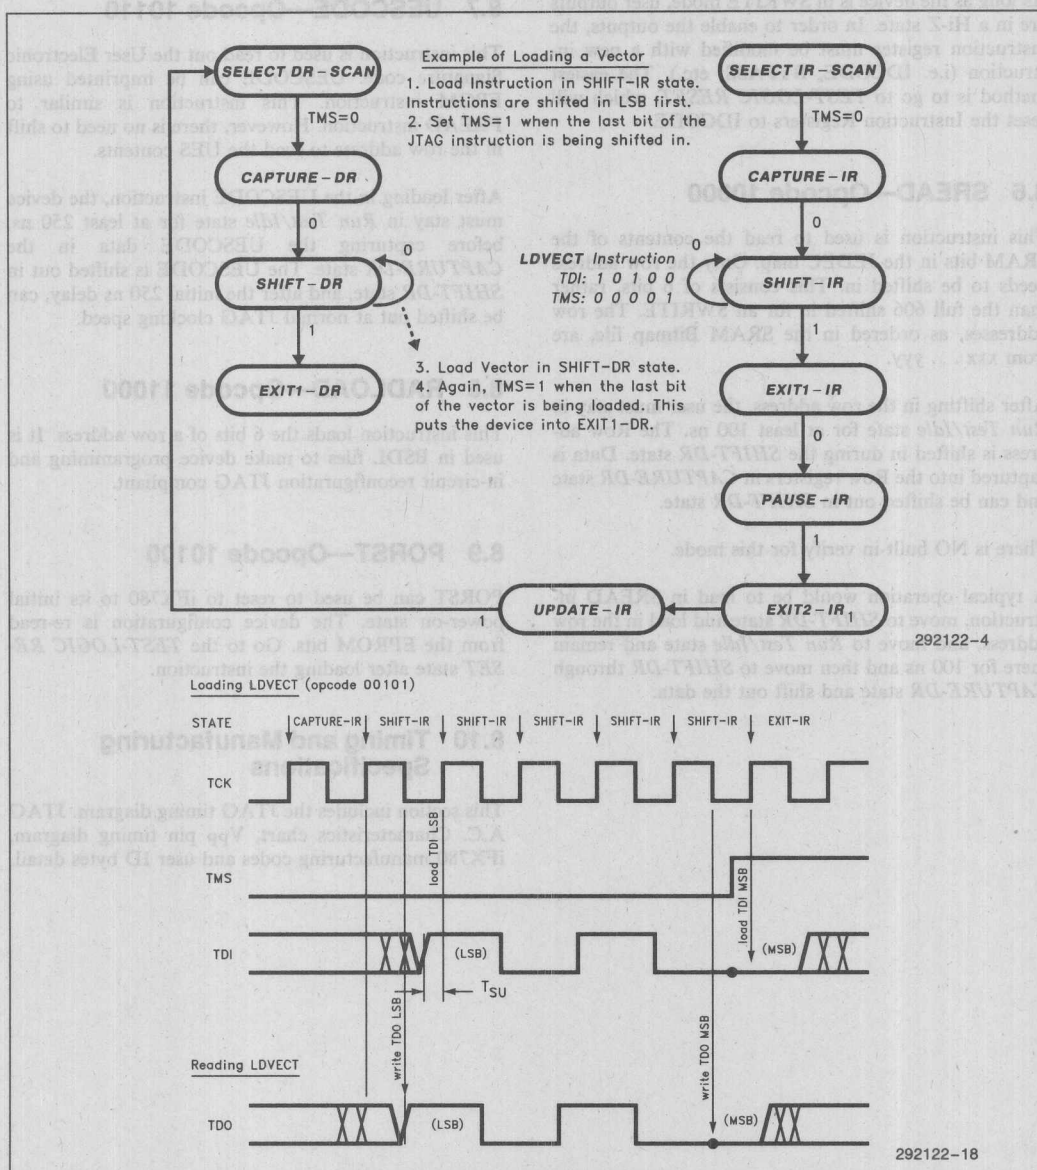 SELECT DR-SCAN
TMS=0
CAPTURE-DR
0
SHIFT-DR
1
EXIT1-DR
Example of Loading a Vector
1. Load Instruction in SHIFT-IR state.
Instructions are shifted in LSB first.
2. Set TMS=1 when the last bit of the
JTAG instruction is being shifted in.
LDVECT Instruction
TDI: 0 0 1 0 1
TMS: 0 0 0 0 1
3. Load Vector in SHIFT-DR state.
4. Again, TMS=1 when the last bit
of the vector is being loaded. This
puts the device into EXIT1-DR.
SELECT IR-SCAN
TMS=0
CAPTURE-IR
0
0
SHIFT-IR
1
EXIT1-IR
0
PAUSE-IR
1
EXIT2-IR
1
UPDATE-IR
1
292122-4
Loading LDVECT (opcode 00101)
STATE CAPTURE-IR SHIFT-IR SHIFT-IR SHIFT-IR SHIFT-IR SHIFT-IR EXIT-IR
TCK
load TDI LSB
TMS
load TDI MSB
TDI (LSB) (MSB)
TSU
write TDO LSB
write TDO MSB
Reading LDVECT
TDO (LSB) (MSB)
292122-18